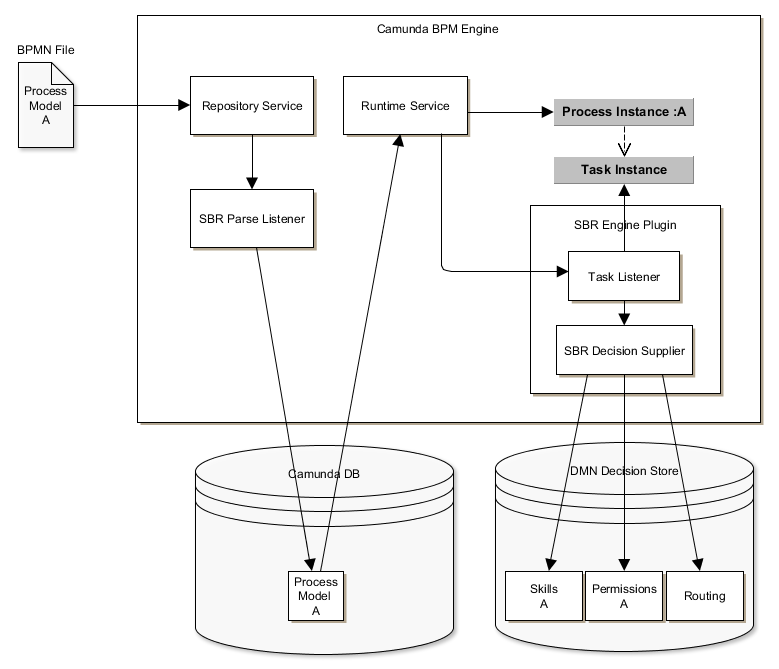 Camunda BPM Engine
BPMN File
Process
Model
A
Repository Service
Runtime Service
Process Instance :A
Task Instance
SBR Parse Listener
SBR Engine Plugin
Task Listener
SBR Decision Supplier
Camunda DB
DMN Decision Store
Process
Model
A
Skills
A
Permissions
A
Routing